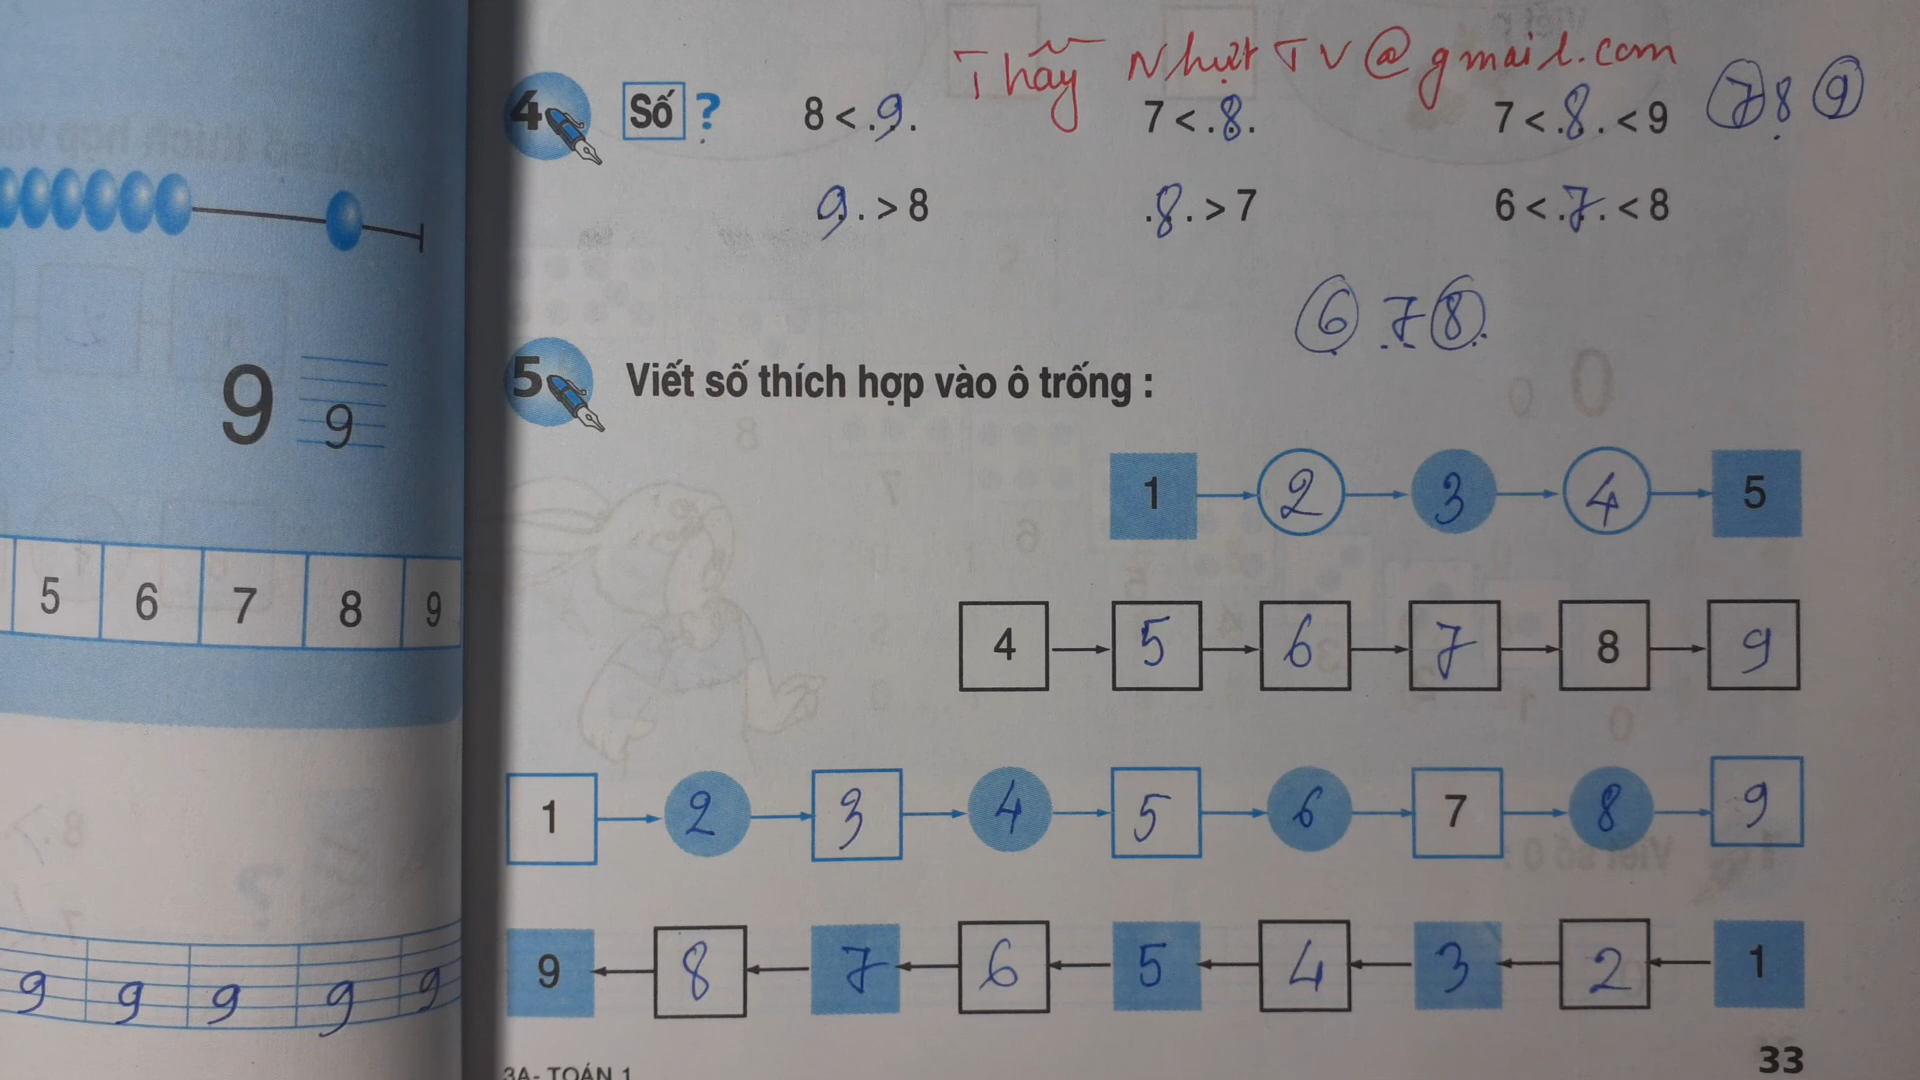 9 9
5 6 7 8 9
9 9 9 9 9
Thầy Nhựt TV@gmail.com
4 Số ? 8 < .9. 7 < .8. 7 < .8. < 9 7 8 9
9. > 8 .8. > 7 6 < .7. < 8
6 7 8
5 Viết số thích hợp vào ô trống :
1 2 3 4 5
4 5 6 7 8 9
1 2 3 4 5 6 7 8 9
9 8 7 6 5 4 3 2 1
3A- TOÁN 1
33